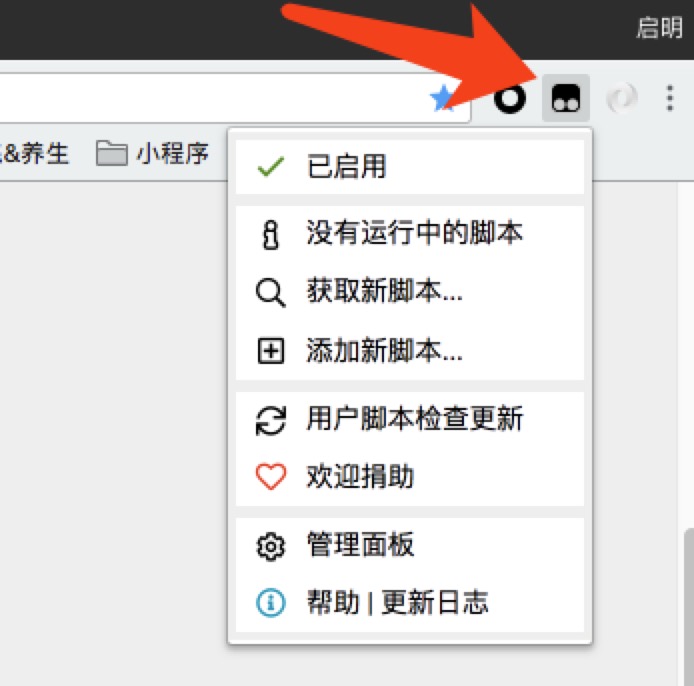 启明
&养生 小程序
已启用
没有运行中的脚本
获取新脚本...
添加新脚本...
用户脚本检查更新
欢迎捐助
管理面板
帮助 | 更新日志